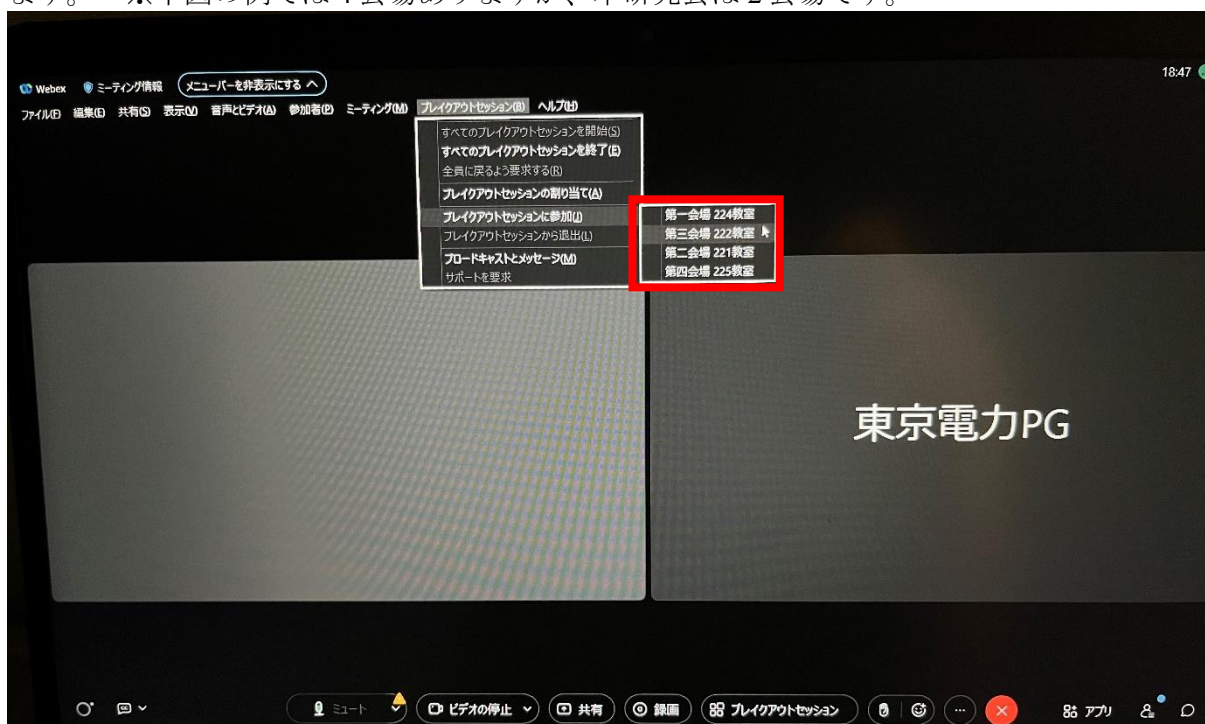 ます。 ※下図の例では4会場ありますが、本研究会は2会場です。
18:47
Webex ミーティング情報 メニューバーを非表示にする
ファイル(F) 編集(E) 共有(S) 表示(V) 音声とビデオ(A) 参加者(P) ミーティング(M) ブレイクアウトセッション(B) ヘルプ(H)
すべてのブレイクアウトセッションを開始(S)
すべてのブレイクアウトセッションを終了(E)
全員に戻るよう要求する(R)
ブレイクアウトセッションの割り当て(A)
ブレイクアウトセッションに参加(J)
ブレイクアウトセッションから退出(L)
ブロードキャストとメッセージ(M)
サポートを要求
第一会場 224教室
第三会場 222教室
第二会場 221教室
第四会場 225教室
東京電力PG
ミュート ビデオの停止 共有 録画 ブレイクアウトセッション アプリ